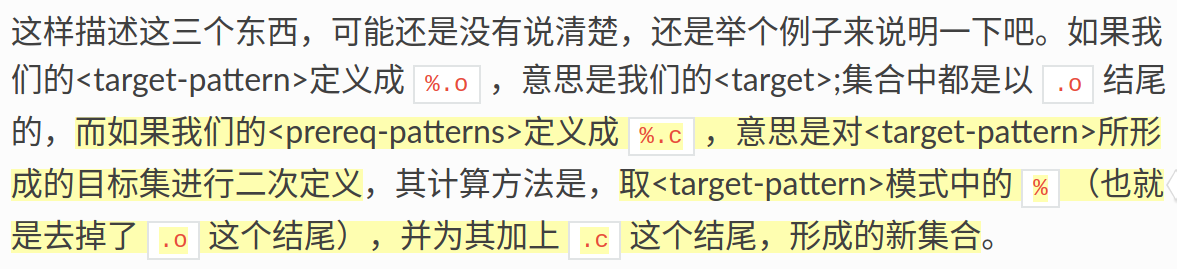 这样描述这三个东西，可能还是没有说清楚，还是举个例子来说明一下吧。如果我
们的<target-pattern>定义成 %.o ，意思是我们的<target>;集合中都是以 .o 结尾
的，而如果我们的<prereq-patterns>定义成 %.c ，意思是对<target-pattern>所形
成的目标集进行二次定义，其计算方法是，取<target-pattern>模式中的 % （也就
是去掉了 .o 这个结尾），并为其加上 .c 这个结尾，形成的新集合。